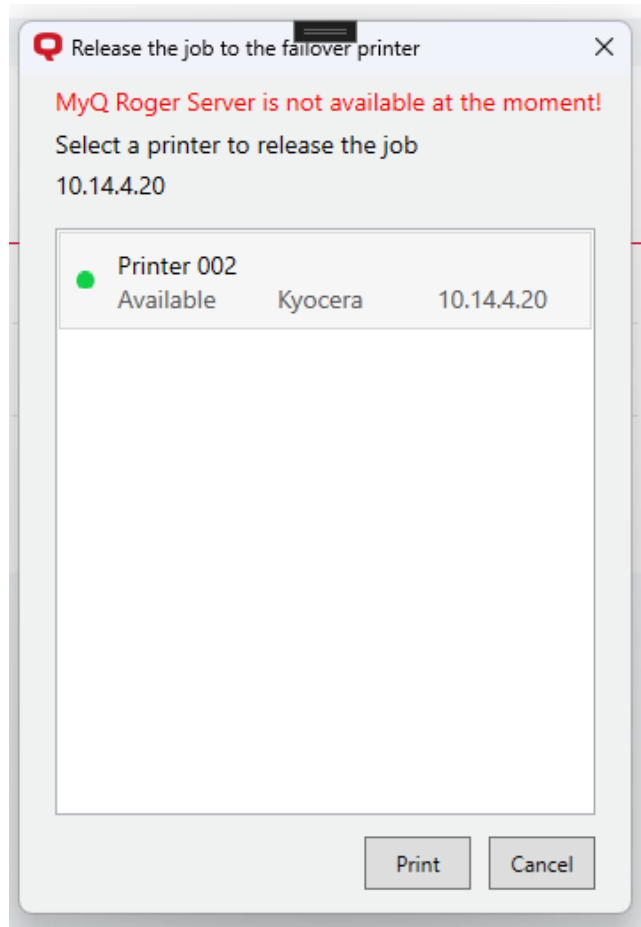 Release the job to the failover printer
MyQ Roger Server is not available at the moment!
Select a printer to release the job
10.14.4.20
Printer 002
Available Kyocera 10.14.4.20
Print Cancel